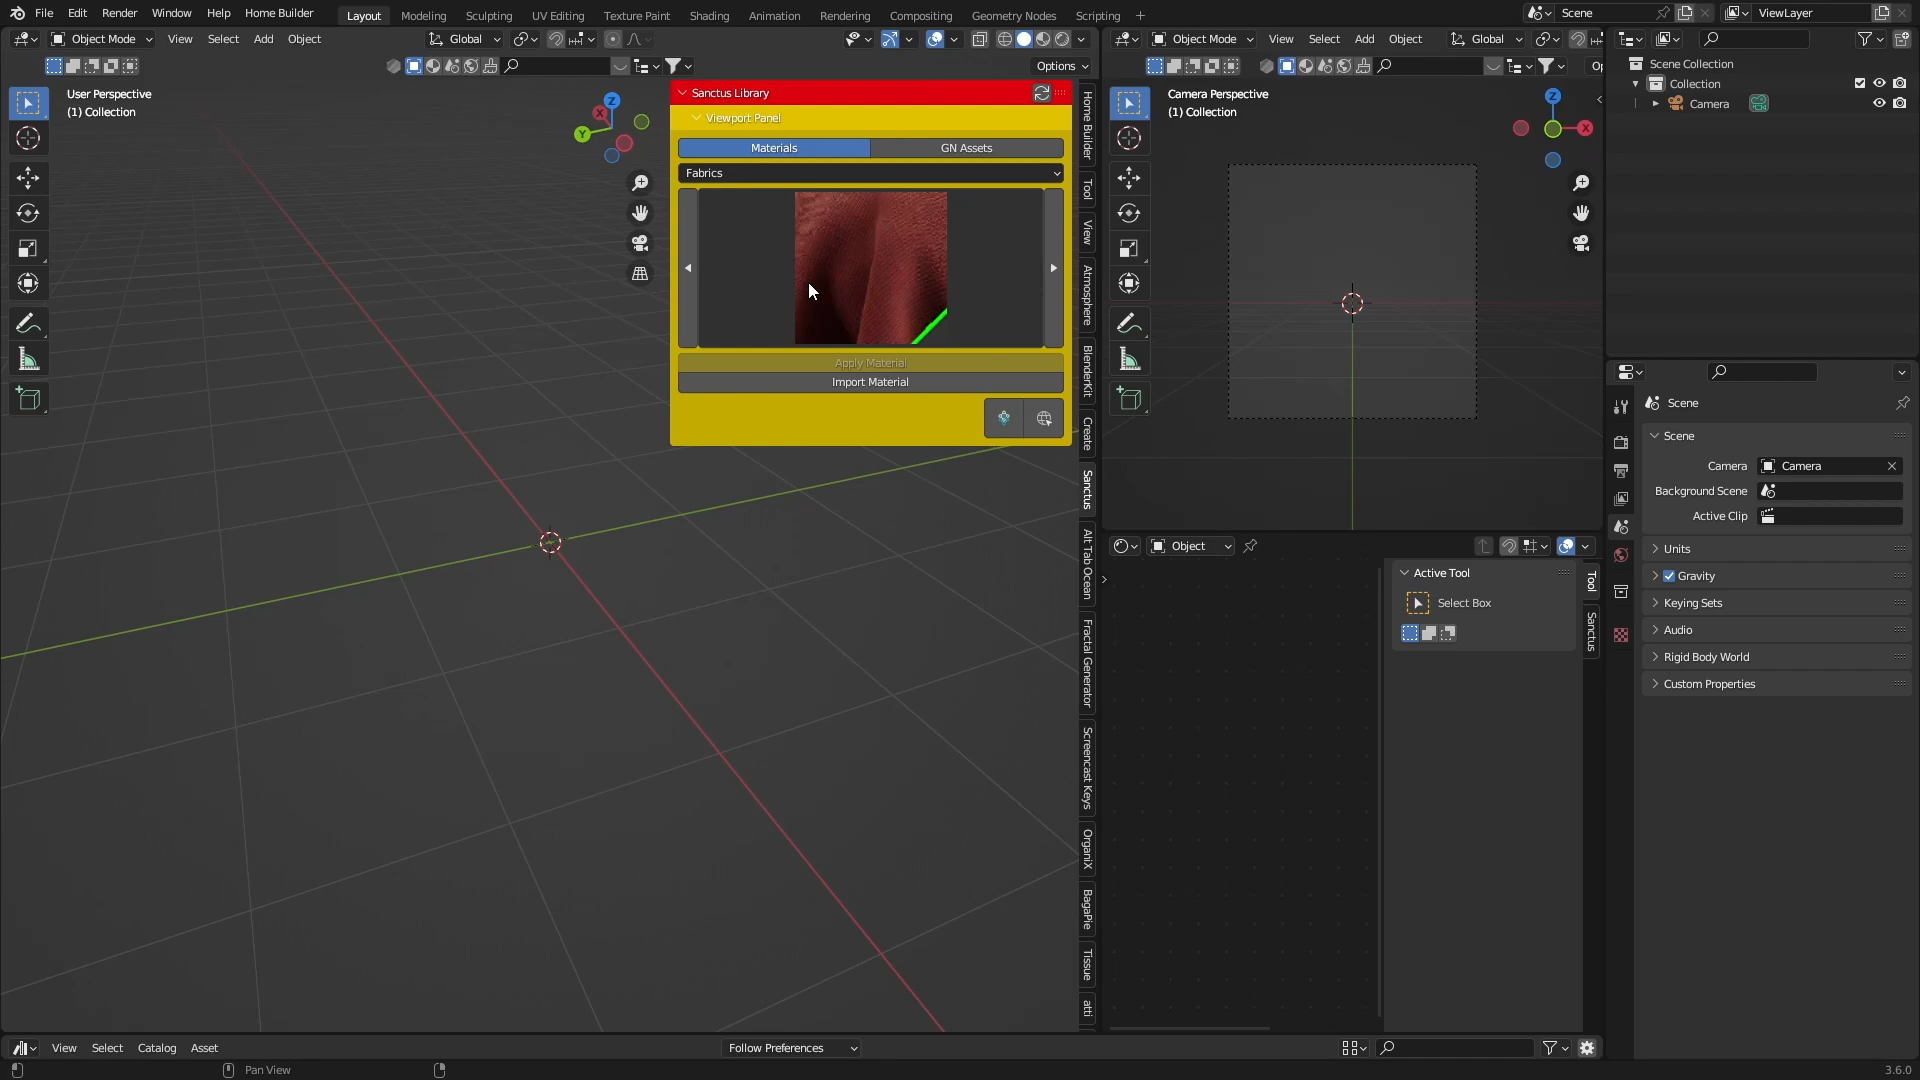 File Edit Render Window Help Home Builder
Layout Modeling Sculpting UV Editing Texture Paint Shading Animation Rendering Compositing Geometry Nodes Scripting +
Scene
ViewLayer
Object Mode View Select Add Object Global
Object Mode View Select Add Object Global
Options
Op
User Perspective
(1) Collection
X
Y
Z
Sanctus Library
Viewport Panel
Materials GN Assets
Fabrics
Apply Material
Import Material
Home Builder
Tool
View
Atmosphere
BlenderKit
Create
Sanctus
Alt Tab Ocean
Fractal Generator
Screencast Keys
OrganiX
BagaPie
Tissue
atti
Camera Perspective
(1) Collection
Z
X
Object
Active Tool
Select Box
Tool
Sanctus
Scene Collection
Collection
Camera
Scene
Scene
Camera Camera
Background Scene
Active Clip
Units
Gravity
Keying Sets
Audio
Rigid Body World
Custom Properties
View Select Catalog Asset
Follow Preferences
Pan View
3.6.0